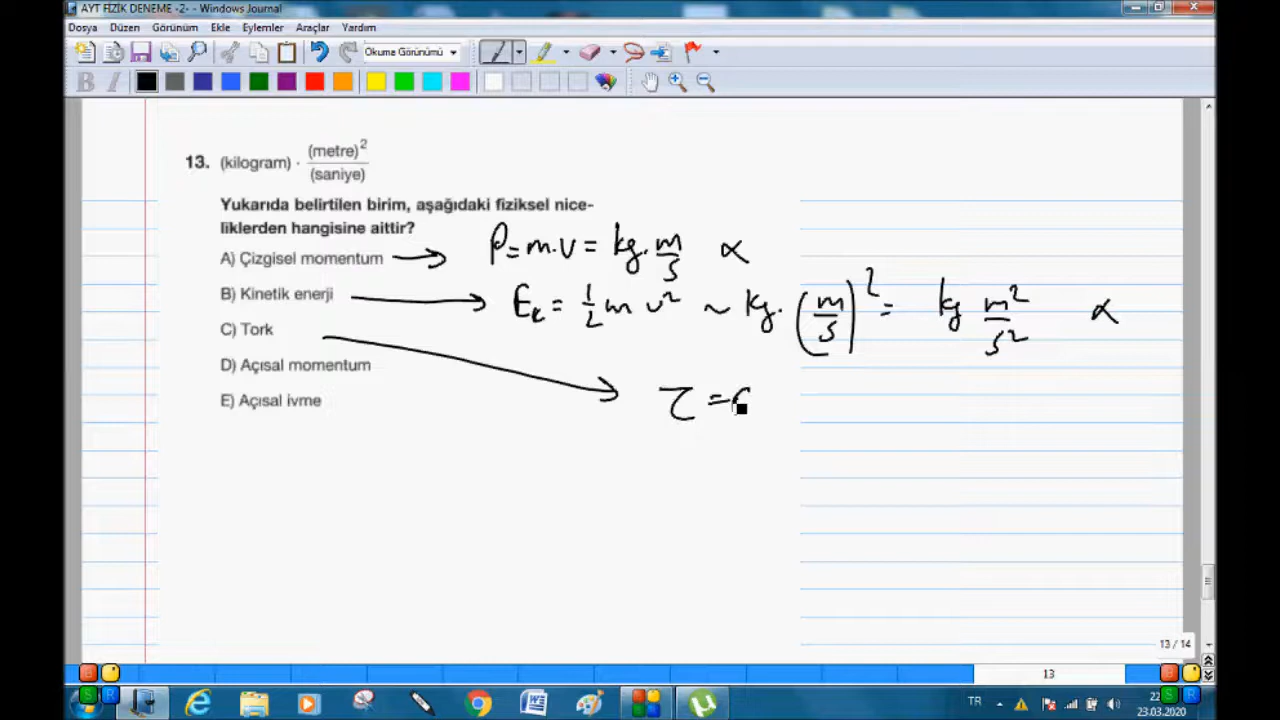 AYT FİZİK DENEME -2- - Windows Journal
Dosya Düzen Görünüm Ekle Eylemler Araçlar Yardım
Okuma Görünümü
B I
13. (kilogram) · (metre)² / (saniye)
Yukarıda belirtilen birim, aşağıdaki fiziksel nice-
liklerden hangisine aittir?
A) Çizgisel momentum → P = m.v = kg. m/s α
B) Kinetik enerji → Eₖ = 1/2 m v² ~ kg. (m/s)² = kg m²/s² α
C) Tork → τ =
D) Açısal momentum
E) Açısal ivme
13 / 14
13
S R
TR
22
23.03.2020
S